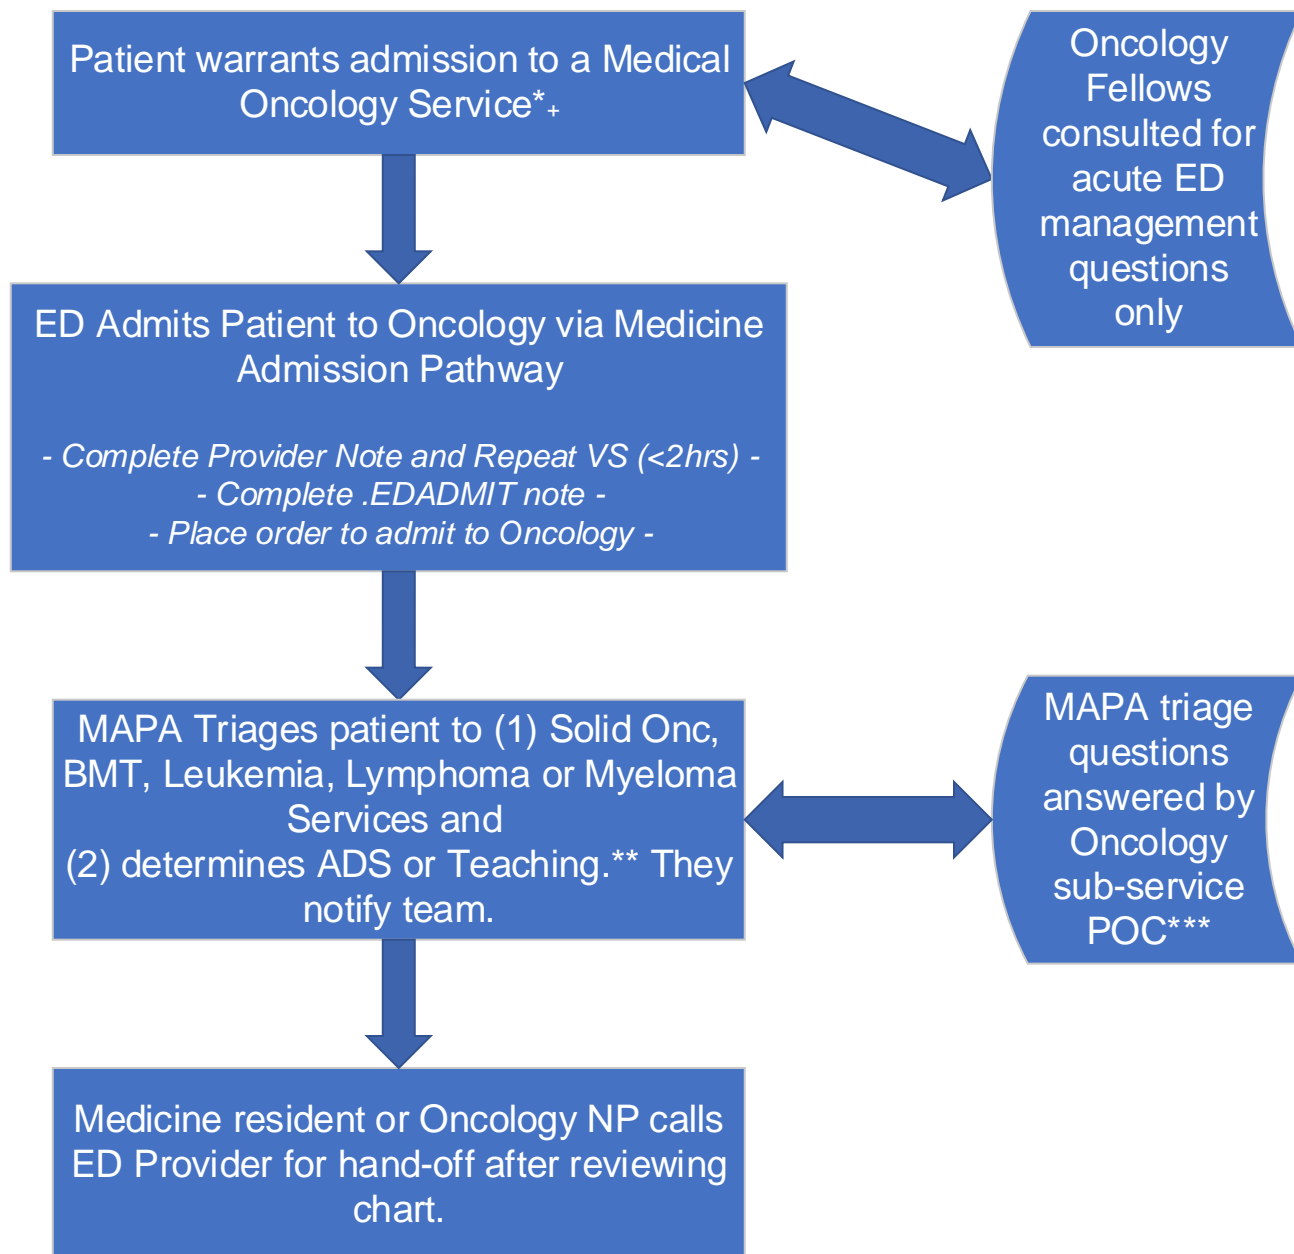 Patient warrants admission to a Medical
Oncology Service*+
Oncology
Fellows
consulted for
acute ED
management
questions
only
ED Admits Patient to Oncology via Medicine
Admission Pathway
- Complete Provider Note and Repeat VS (<2hrs) -
- Complete .EDADMIT note -
- Place order to admit to Oncology -
MAPA Triages patient to (1) Solid Onc,
BMT, Leukemia, Lymphoma or Myeloma
Services and
(2) determines ADS or Teaching.** They
notify team.
MAPA triage
questions
answered by
Oncology
sub-service
POC***
Medicine resident or Oncology NP calls
ED Provider for hand-off after reviewing
chart.